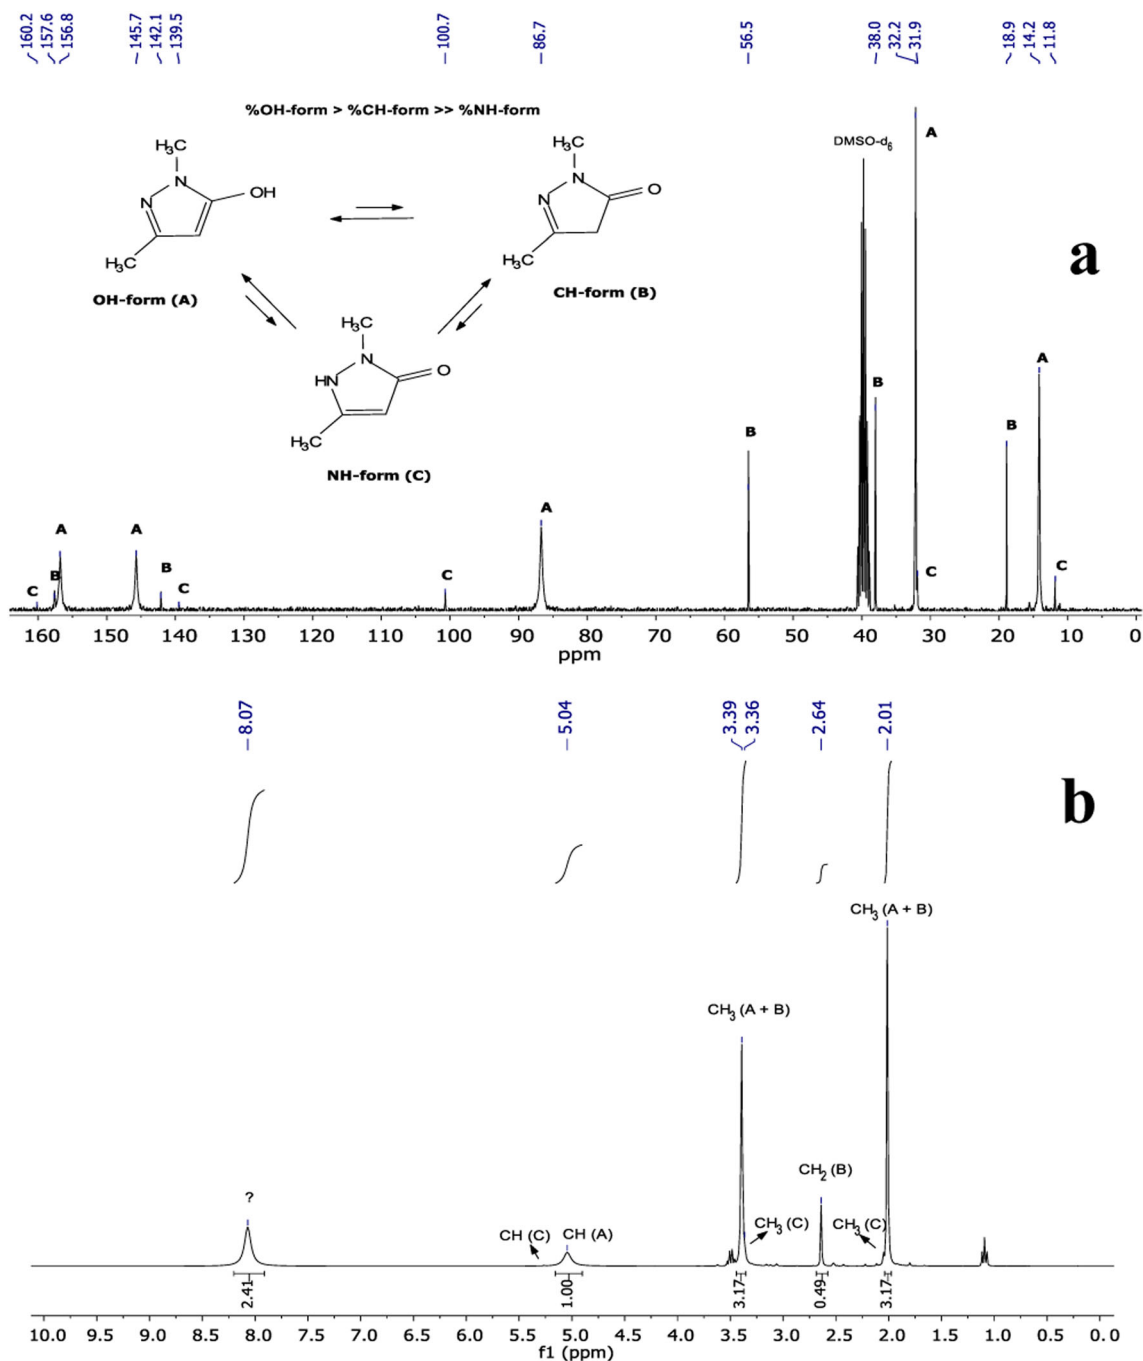 160.2
157.6
156.8
145.7
142.1
139.5
100.7
86.7
56.5
38.0
32.2
31.9
18.9
14.2
11.8
%OH-form > %CH-form >> %NH-form
H₃C
N
N
OH
H₃C
OH-form (A)
CH₃
N
N
O
CH₃
CH-form (B)
H₃C
N
HN
O
H₃C
NH-form (C)
DMSO-d₆
a
C
B
A
A
B
C
C
A
B
B
A
C
B
A
C
160 150 140 130 120 110 100 90 80 70 60 50 40 30 20 10 0
ppm
8.07
5.04
3.39
3.36
2.64
2.01
b
CH₃ (A + B)
CH₃ (A + B)
CH₂ (B)
?
CH (C)
CH (A)
CH₃ (C)
CH₃ (C)
2.41
1.00
3.17
0.49
3.17
10.0 9.5 9.0 8.5 8.0 7.5 7.0 6.5 6.0 5.5 5.0 4.5 4.0 3.5 3.0 2.5 2.0 1.5 1.0 0.5 0.0
f1 (ppm)